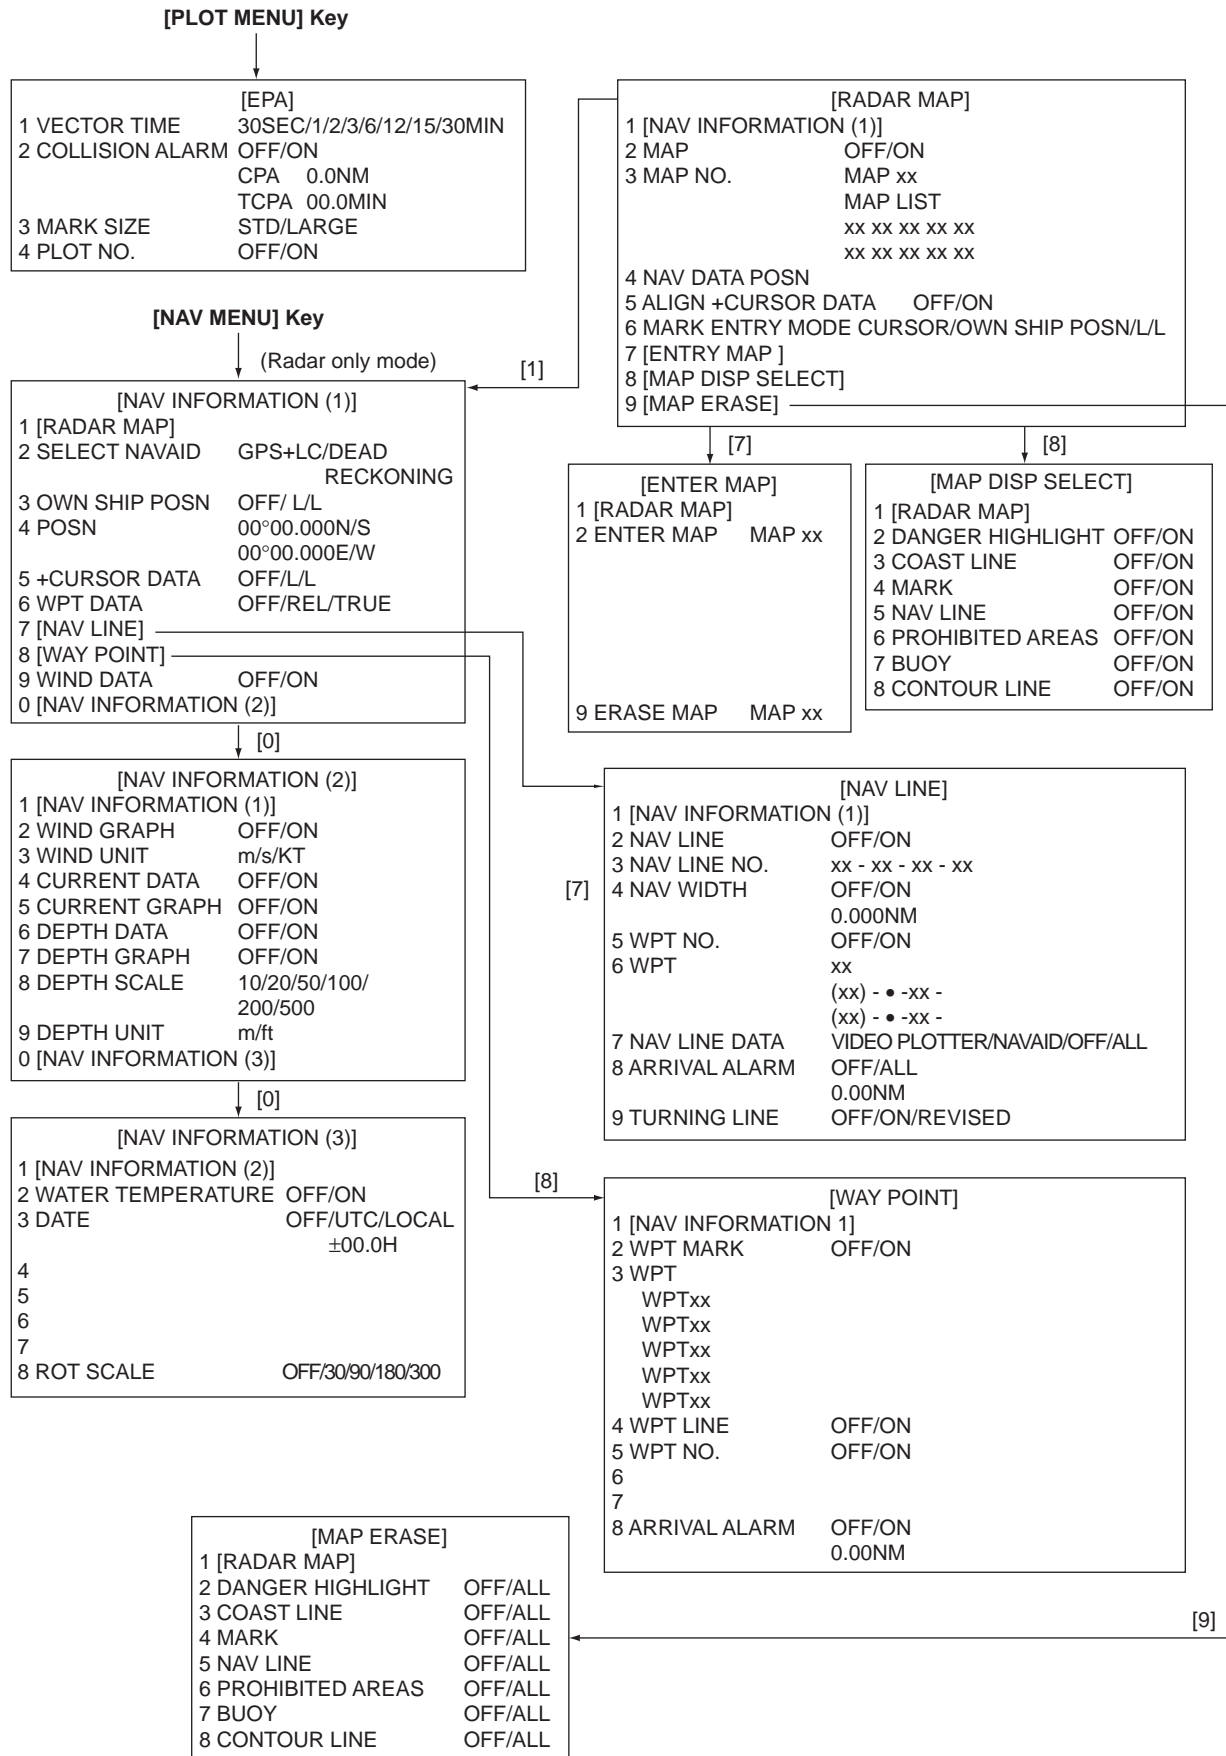 [PLOT MENU] Key
[EPA]
1 VECTOR TIME 30SEC/1/2/3/6/12/15/30MIN
2 COLLISION ALARM OFF/ON
CPA 0.0NM
TCPA 00.0MIN
3 MARK SIZE STD/LARGE
4 PLOT NO. OFF/ON
[RADAR MAP]
1 [NAV INFORMATION (1)]
2 MAP OFF/ON
3 MAP NO. MAP xx
MAP LIST
xx xx xx xx xx
xx xx xx xx xx
4 NAV DATA POSN
5 ALIGN +CURSOR DATA OFF/ON
6 MARK ENTRY MODE CURSOR/OWN SHIP POSN/L/L
7 [ENTRY MAP ]
8 [MAP DISP SELECT]
9 [MAP ERASE]
[NAV MENU] Key
(Radar only mode)
[1]
[NAV INFORMATION (1)]
1 [RADAR MAP]
2 SELECT NAVAID GPS+LC/DEAD
RECKONING
3 OWN SHIP POSN OFF/ L/L
4 POSN 00°00.000N/S
00°00.000E/W
5 +CURSOR DATA OFF/L/L
6 WPT DATA OFF/REL/TRUE
7 [NAV LINE]
8 [WAY POINT]
9 WIND DATA OFF/ON
0 [NAV INFORMATION (2)]
[7]
[ENTER MAP]
1 [RADAR MAP]
2 ENTER MAP MAP xx
9 ERASE MAP MAP xx
[8]
[MAP DISP SELECT]
1 [RADAR MAP]
2 DANGER HIGHLIGHT OFF/ON
3 COAST LINE OFF/ON
4 MARK OFF/ON
5 NAV LINE OFF/ON
6 PROHIBITED AREAS OFF/ON
7 BUOY OFF/ON
8 CONTOUR LINE OFF/ON
[0]
[NAV INFORMATION (2)]
1 [NAV INFORMATION (1)]
2 WIND GRAPH OFF/ON
3 WIND UNIT m/s/KT
4 CURRENT DATA OFF/ON
5 CURRENT GRAPH OFF/ON
6 DEPTH DATA OFF/ON
7 DEPTH GRAPH OFF/ON
8 DEPTH SCALE 10/20/50/100/
200/500
9 DEPTH UNIT m/ft
0 [NAV INFORMATION (3)]
[7]
[NAV LINE]
1 [NAV INFORMATION (1)]
2 NAV LINE OFF/ON
3 NAV LINE NO. xx - xx - xx - xx
4 NAV WIDTH OFF/ON
0.000NM
5 WPT NO. OFF/ON
6 WPT xx
(xx) - • -xx -
(xx) - • -xx -
7 NAV LINE DATA VIDEO PLOTTER/NAVAID/OFF/ALL
8 ARRIVAL ALARM OFF/ALL
0.00NM
9 TURNING LINE OFF/ON/REVISED
[0]
[NAV INFORMATION (3)]
1 [NAV INFORMATION (2)]
2 WATER TEMPERATURE OFF/ON
3 DATE OFF/UTC/LOCAL
±00.0H
4
5
6
7
8 ROT SCALE OFF/30/90/180/300
[8]
[WAY POINT]
1 [NAV INFORMATION 1]
2 WPT MARK OFF/ON
3 WPT
WPTxx
WPTxx
WPTxx
WPTxx
WPTxx
4 WPT LINE OFF/ON
5 WPT NO. OFF/ON
6
7
8 ARRIVAL ALARM OFF/ON
0.00NM
[9]
[MAP ERASE]
1 [RADAR MAP]
2 DANGER HIGHLIGHT OFF/ALL
3 COAST LINE OFF/ALL
4 MARK OFF/ALL
5 NAV LINE OFF/ALL
6 PROHIBITED AREAS OFF/ALL
7 BUOY OFF/ALL
8 CONTOUR LINE OFF/ALL